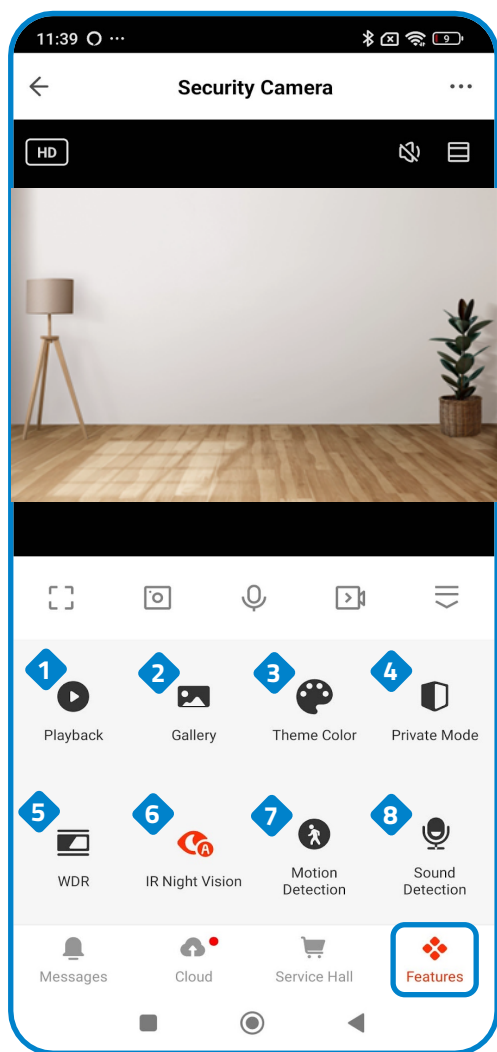 11:39
9
Security Camera
HD
1
2
3
4
Playback
Gallery
Theme Color
Private Mode
5
6
7
8
WDR
IR Night Vision
A
Motion
Detection
Sound
Detection
Messages
Cloud
Service Hall
Features